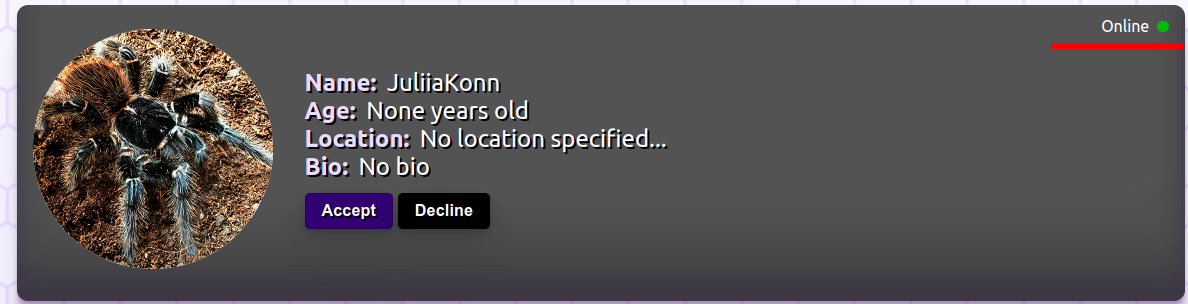 Online
Name: JuliiaKonn
Age: None years old
Location: No location specified...
Bio: No bio
Accept Decline